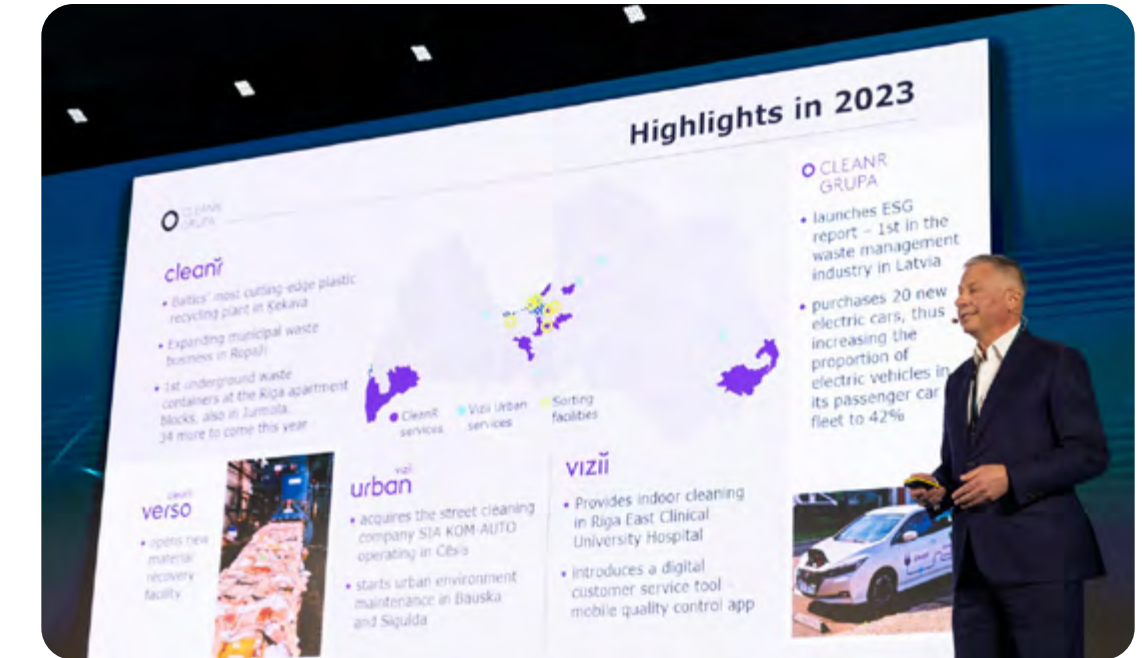 Highlights in 2023
CLEANR
GRUPA
cleanŗ
• Baltics' most cutting-edge plastic
recycling plant in Ķekava
• Expanding municipal waste
business in Ropaži
• 1st underground waste
containers at the Riga apartment
blocks, also in Jurmala.
34 more to come this year
CleanR
services
Vizii Urban
services
Sorting
facilities
CLEANR
GRUPA
• launches ESG
report – 1st in the
waste management
industry in Latvia
• purchases 20 new
electric cars, thus
increasing the
proportion of
electric vehicles in
its passenger car
fleet to 42%
cleanŗ
verso
• opens new
material
recovery
facility
vizii
urban
• acquires the street cleaning
company SIA KOM-AUTO
operating in Cēsis
• starts urban environment
maintenance in Bauska
and Sigulda
vizii
• Provides indoor cleaning
in Riga East Clinical
University Hospital
• introduces a digital
customer service tool
mobile quality control app